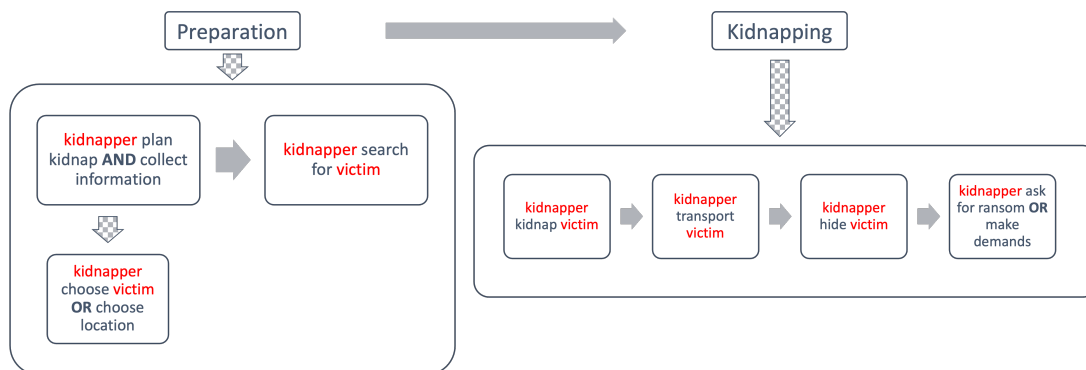 Preparation
Kidnapping
kidnapper plan
kidnap AND collect
information
kidnapper search
for victim
kidnapper
choose victim
OR choose
location
kidnapper
kidnap victim
kidnapper
transport
victim
kidnapper
hide victim
kidnapper ask
for ransom OR
make
demands